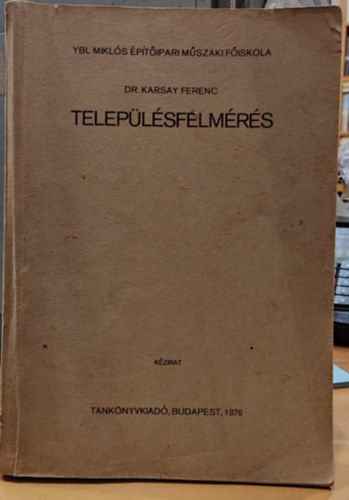 YBL MIKLÓS ÉPÍTŐIPARI MŰSZAKI FŐISKOLA
DR. KARSAY FERENC
TELEPÜLÉSFELMÉRÉS
KÉZIRAT
TANKÖNYVKIADÓ, BUDAPEST, 1976